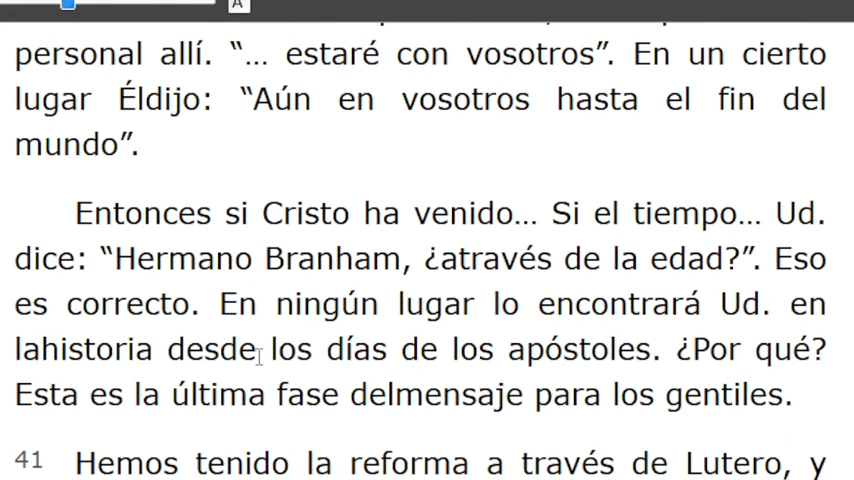 A
personal allí. “... estaré con vosotros”. En un cierto
lugar Éldijo: “Aún en vosotros hasta el fin del
mundo”.
Entonces si Cristo ha venido... Si el tiempo... Ud.
dice: “Hermano Branham, ¿através de la edad?”. Eso
es correcto. En ningún lugar lo encontrará Ud. en
lahistoria desde los días de los apóstoles. ¿Por qué?
Esta es la última fase delmensaje para los gentiles.
41 Hemos tenido la reforma a través de Lutero, y